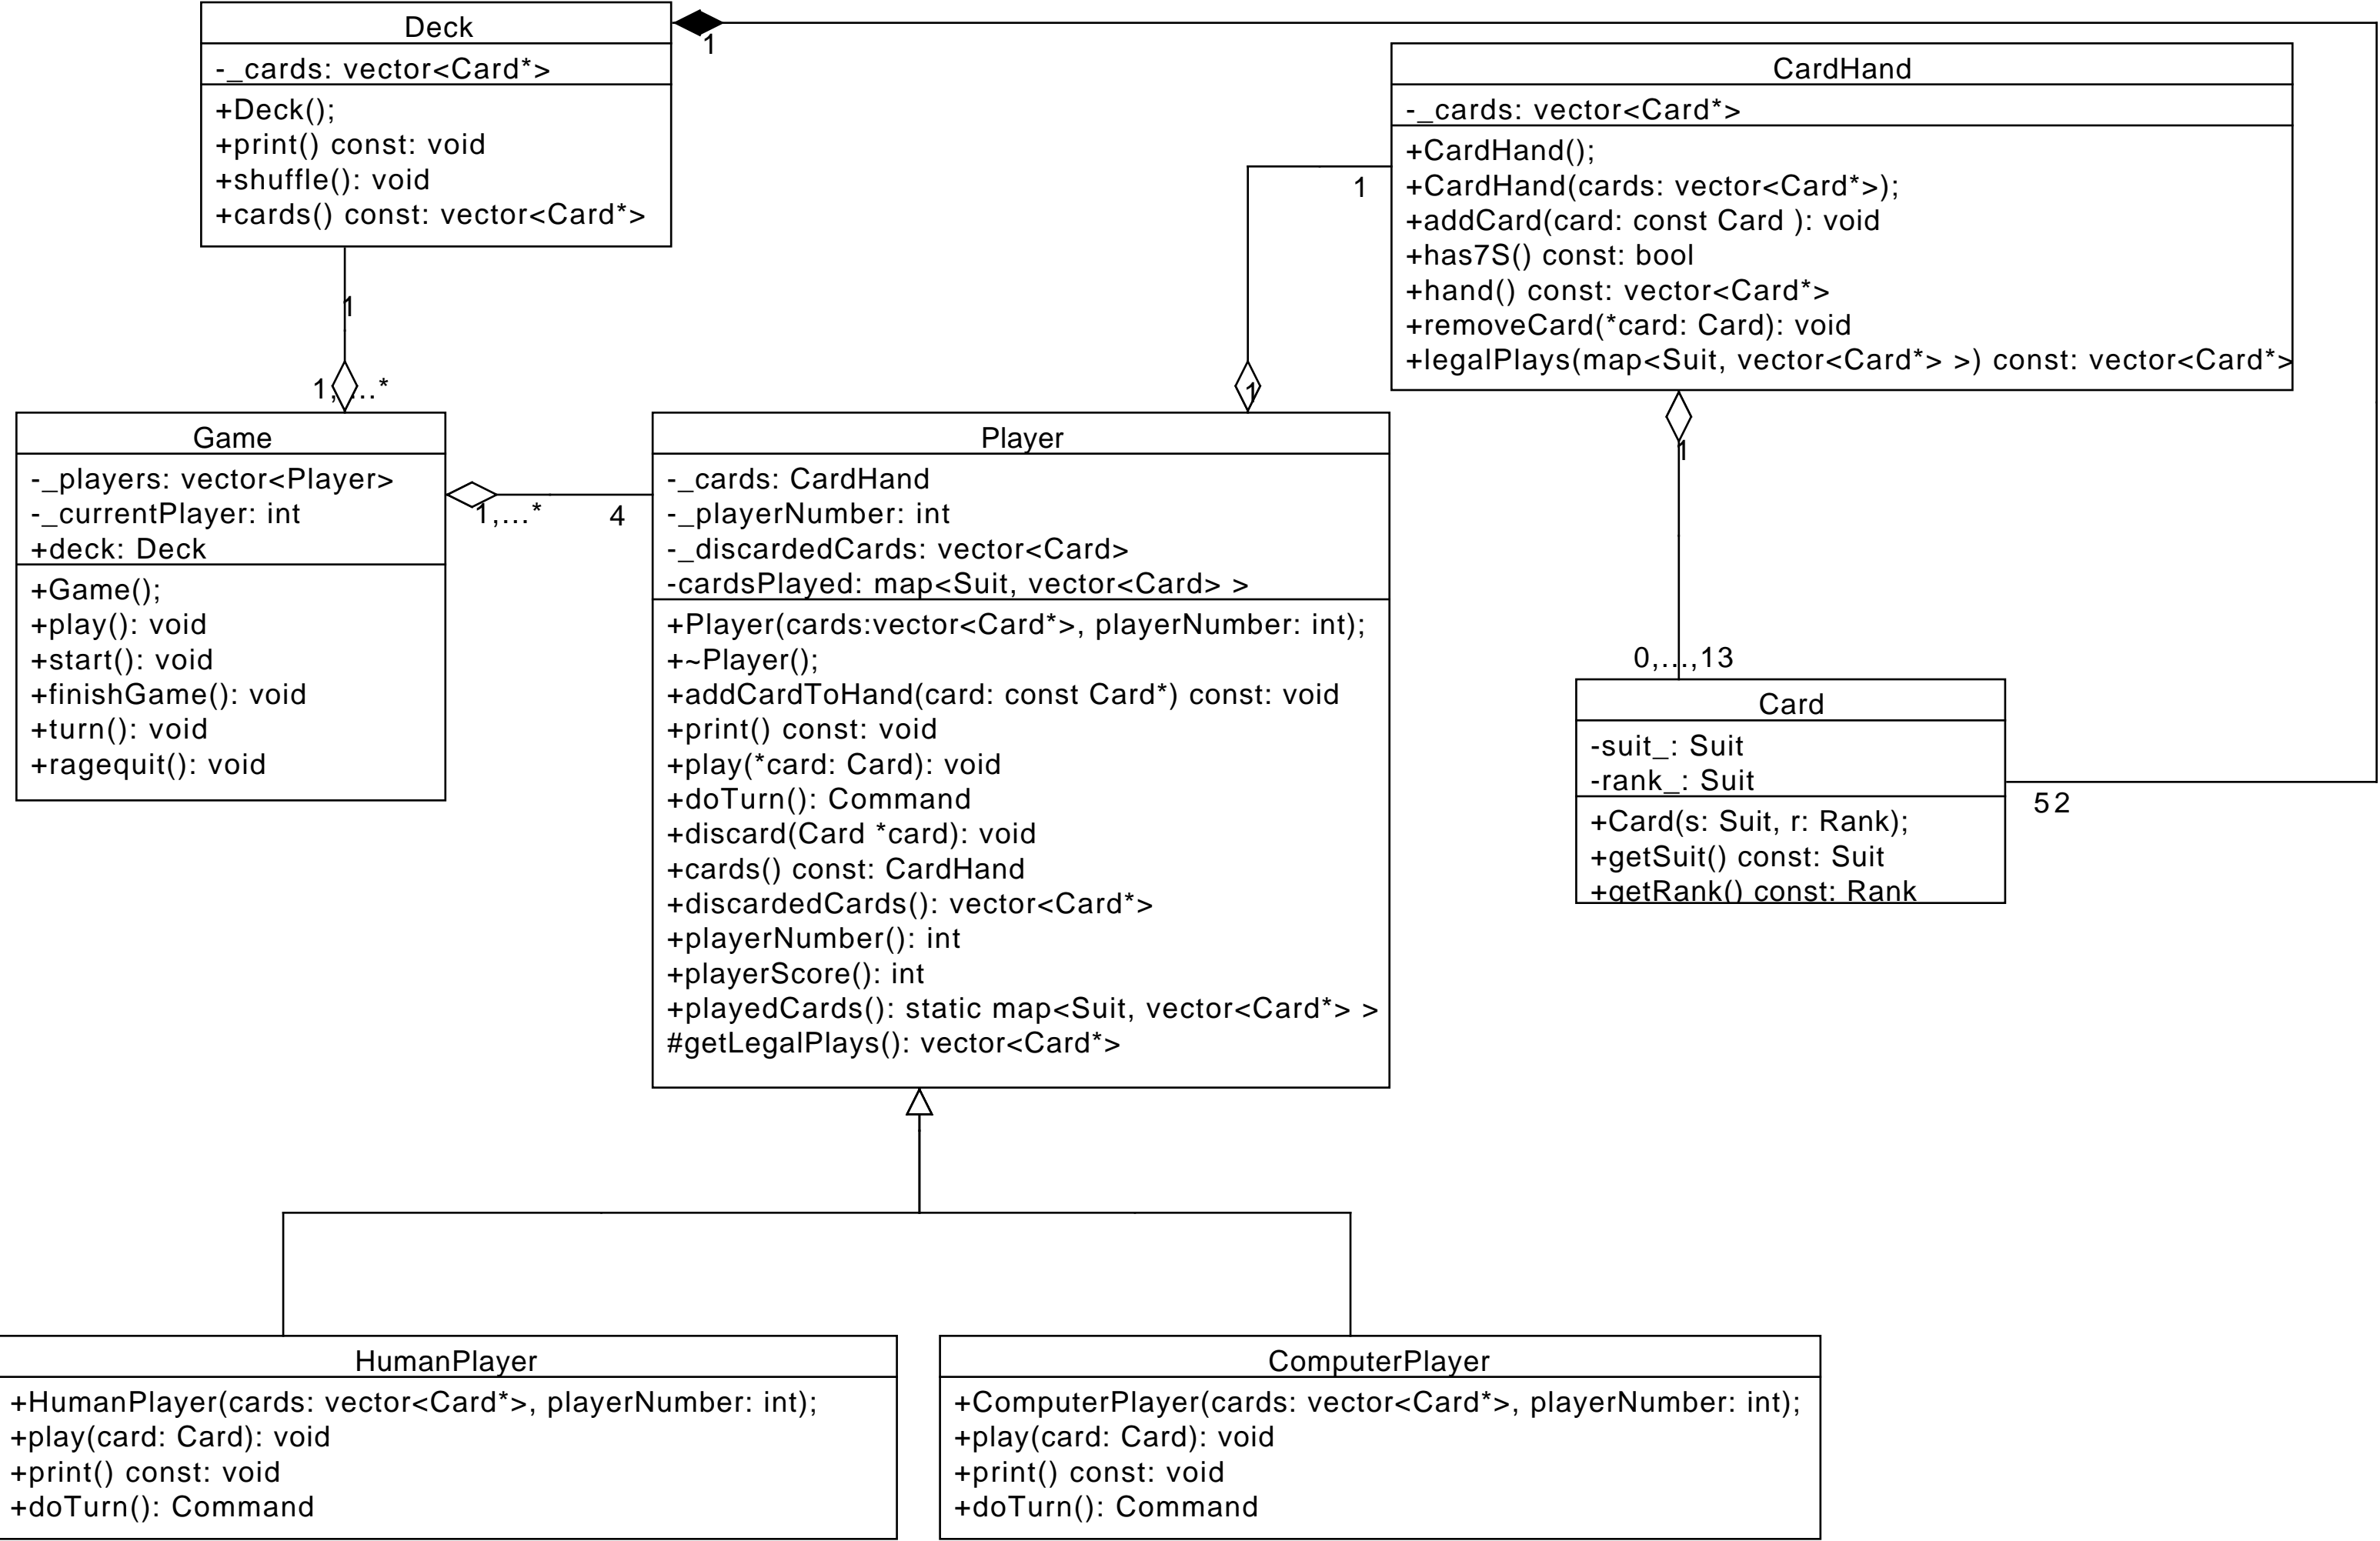 Deck
-_cards: vector<Card*>
+Deck();
+print() const: void
+shuffle(): void
+cards() const: vector<Card*>
1
CardHand
-_cards: vector<Card*>
+CardHand();
+CardHand(cards: vector<Card*>);
+addCard(card: const Card ): void
+has7S() const: bool
+hand() const: vector<Card*>
+removeCard(*card: Card): void
+legalPlays(map<Suit, vector<Card*> >) const: vector<Card*>
1
1
1,...*
1
1
Game
-_players: vector<Player>
-_currentPlayer: int
+deck: Deck
+Game();
+play(): void
+start(): void
+finishGame(): void
+turn(): void
+ragequit(): void
1,...*
4
Player
-_cards: CardHand
-_playerNumber: int
-_discardedCards: vector<Card>
-cardsPlayed: map<Suit, vector<Card> >
+Player(cards:vector<Card*>, playerNumber: int);
+~Player();
+addCardToHand(card: const Card*) const: void
+print() const: void
+play(*card: Card): void
+doTurn(): Command
+discard(Card *card): void
+cards() const: CardHand
+discardedCards(): vector<Card*>
+playerNumber(): int
+playerScore(): int
+playedCards(): static map<Suit, vector<Card*> >
#getLegalPlays(): vector<Card*>
0,...,13
Card
-suit_: Suit
-rank_: Suit
+Card(s: Suit, r: Rank);
+getSuit() const: Suit
+getRank() const: Rank
52
HumanPlayer
+HumanPlayer(cards: vector<Card*>, playerNumber: int);
+play(card: Card): void
+print() const: void
+doTurn(): Command
ComputerPlayer
+ComputerPlayer(cards: vector<Card*>, playerNumber: int);
+play(card: Card): void
+print() const: void
+doTurn(): Command